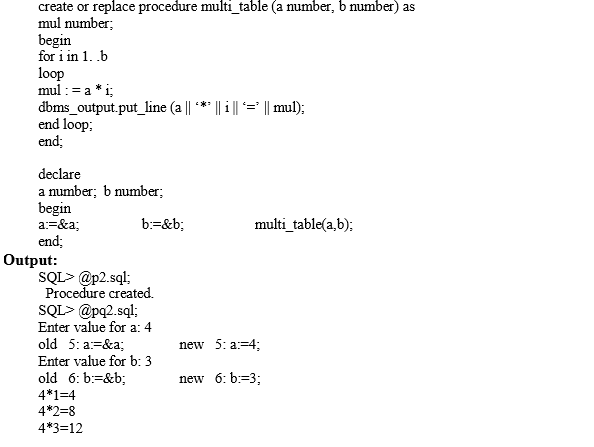 create or replace procedure multi_table (a number, b number) as
mul number;
begin
for i in 1. .b
loop
mul : = a * i;
dbms_output.put_line (a || ‘*’ || i || ‘=’ || mul);
end loop;
end;
declare
a number; b number;
begin
a:=&a; b:=&b; multi_table(a,b);
end;
Output:
SQL> @p2.sql;
Procedure created.
SQL> @pq2.sql;
Enter value for a: 4
old 5: a:=&a; new 5: a:=4;
Enter value for b: 3
old 6: b:=&b; new 6: b:=3;
4*1=4
4*2=8
4*3=12